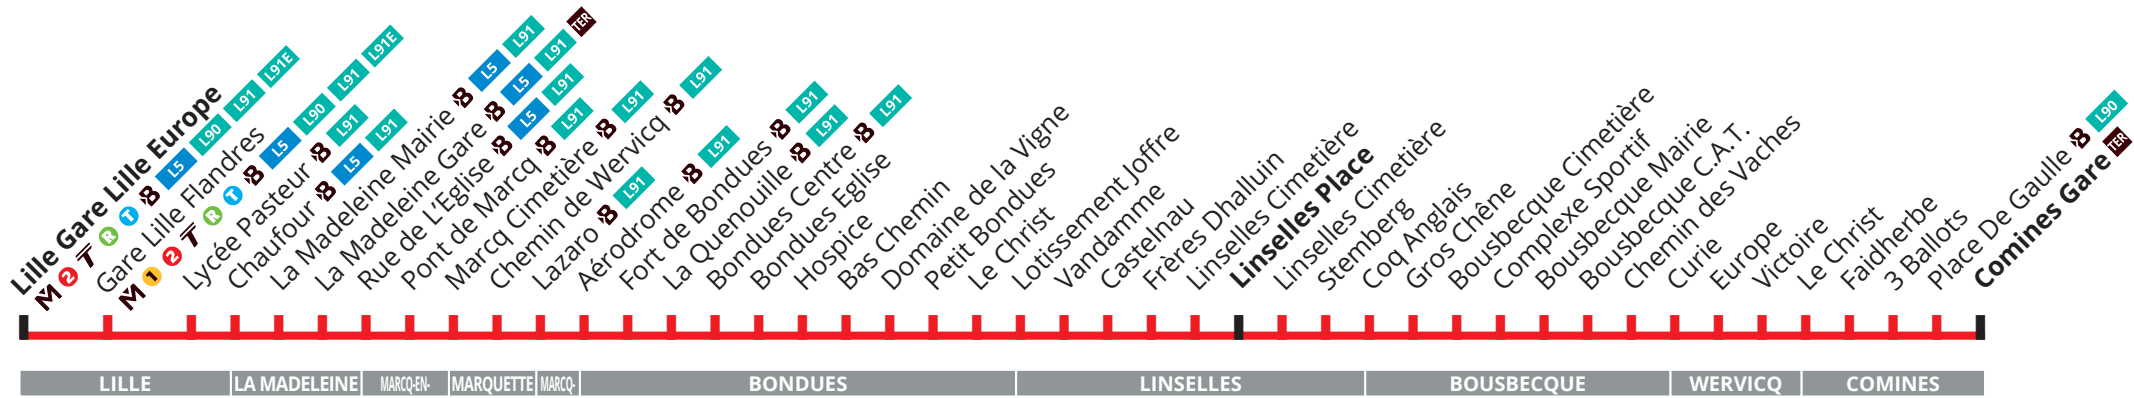 Lille Gare Lille Europe
M 2 T R T B L5 L90 L91 L91E
Gare Lille Flandres
M 1 2 T R T B L5 L90 L91 L91E
Lycée Pasteur B L91
Chaufour B L5 L91
La Madeleine Mairie B L5 L91
La Madeleine Gare B L5 L91 TER
Rue de L'Eglise B L5 L91
Pont de Marcq B L91
Marcq Cimetière B L91
Chemin de Wervicq B L91
Lazaro B L91
Aérodrome B L91
Fort de Bondues B L91
La Quenouille B L91
Bondues Centre B L91
Bondues Eglise
Hospice
Bas Chemin
Domaine de la Vigne
Petit Bondues
Le Christ
Lotissement Joffre
Vandamme
Castelnau
Frères Dhalluin
Linselles Cimetière
Linselles Place
Linselles Cimetière
Stemberg
Coq Anglais
Gros Chêne
Bousbecque Cimetière
Complexe Sportif
Bousbecque Mairie
Bousbecque C.A.T.
Chemin des Vaches
Curie
Europe
Victoire
Le Christ
Faidherbe
3 Ballots
Place De Gaulle B L90
Comines Gare TER
LILLE
LA MADELEINE
MARCQ-EN-
MARQUETTE
MARCQ-
BONDUES
LINSELLES
BOUSBECQUE
WERVICQ
COMINES